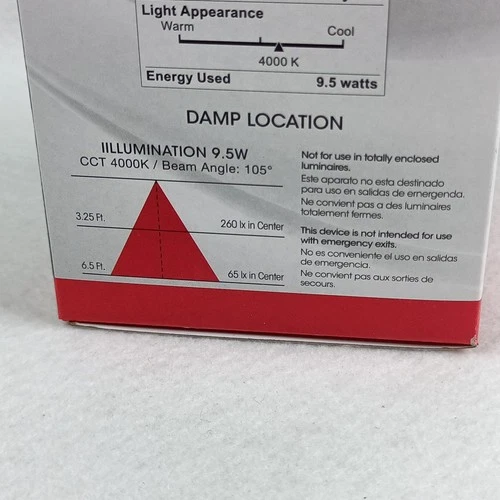 Light Appearance
Warm
Cool
4000 K
Energy Used 9.5 watts
DAMP LOCATION
IILLUMINATION 9.5W
CCT 4000K / Beam Angle: 105°
3.25 Ft. 260 lx in Center
6.5 Ft. 65 lx in Center
Not for use in totally enclosed
luminaires.
Este aparato no esta destinado
para uso en salidas de emergenda.
Ne convient pas a des luminaires
totalement fermes.
This device is not intended for use
with emergency exits.
No es conveniente el uso en salidas
de emergencia.
Ne convient pas aux sorties de
secours.